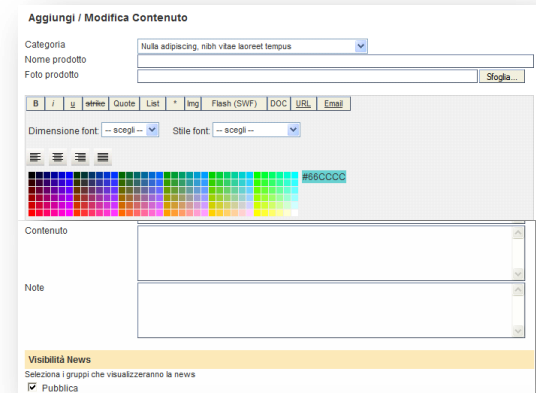 Aggiungi / Modifica Contenuto
Categoria Nulla adipiscing, nibh vitae laoreet tempus
Nome prodotto
Foto prodotto Sfoglia...
B i u strike Quote List * Img Flash (SWF) DOC URL Email
Dimensione font: -- scegli -- Stile font: -- scegli --
#66CCCC
Contenuto
Note
Visibilità News
Seleziona i gruppi che visualizzeranno la news
Pubblica